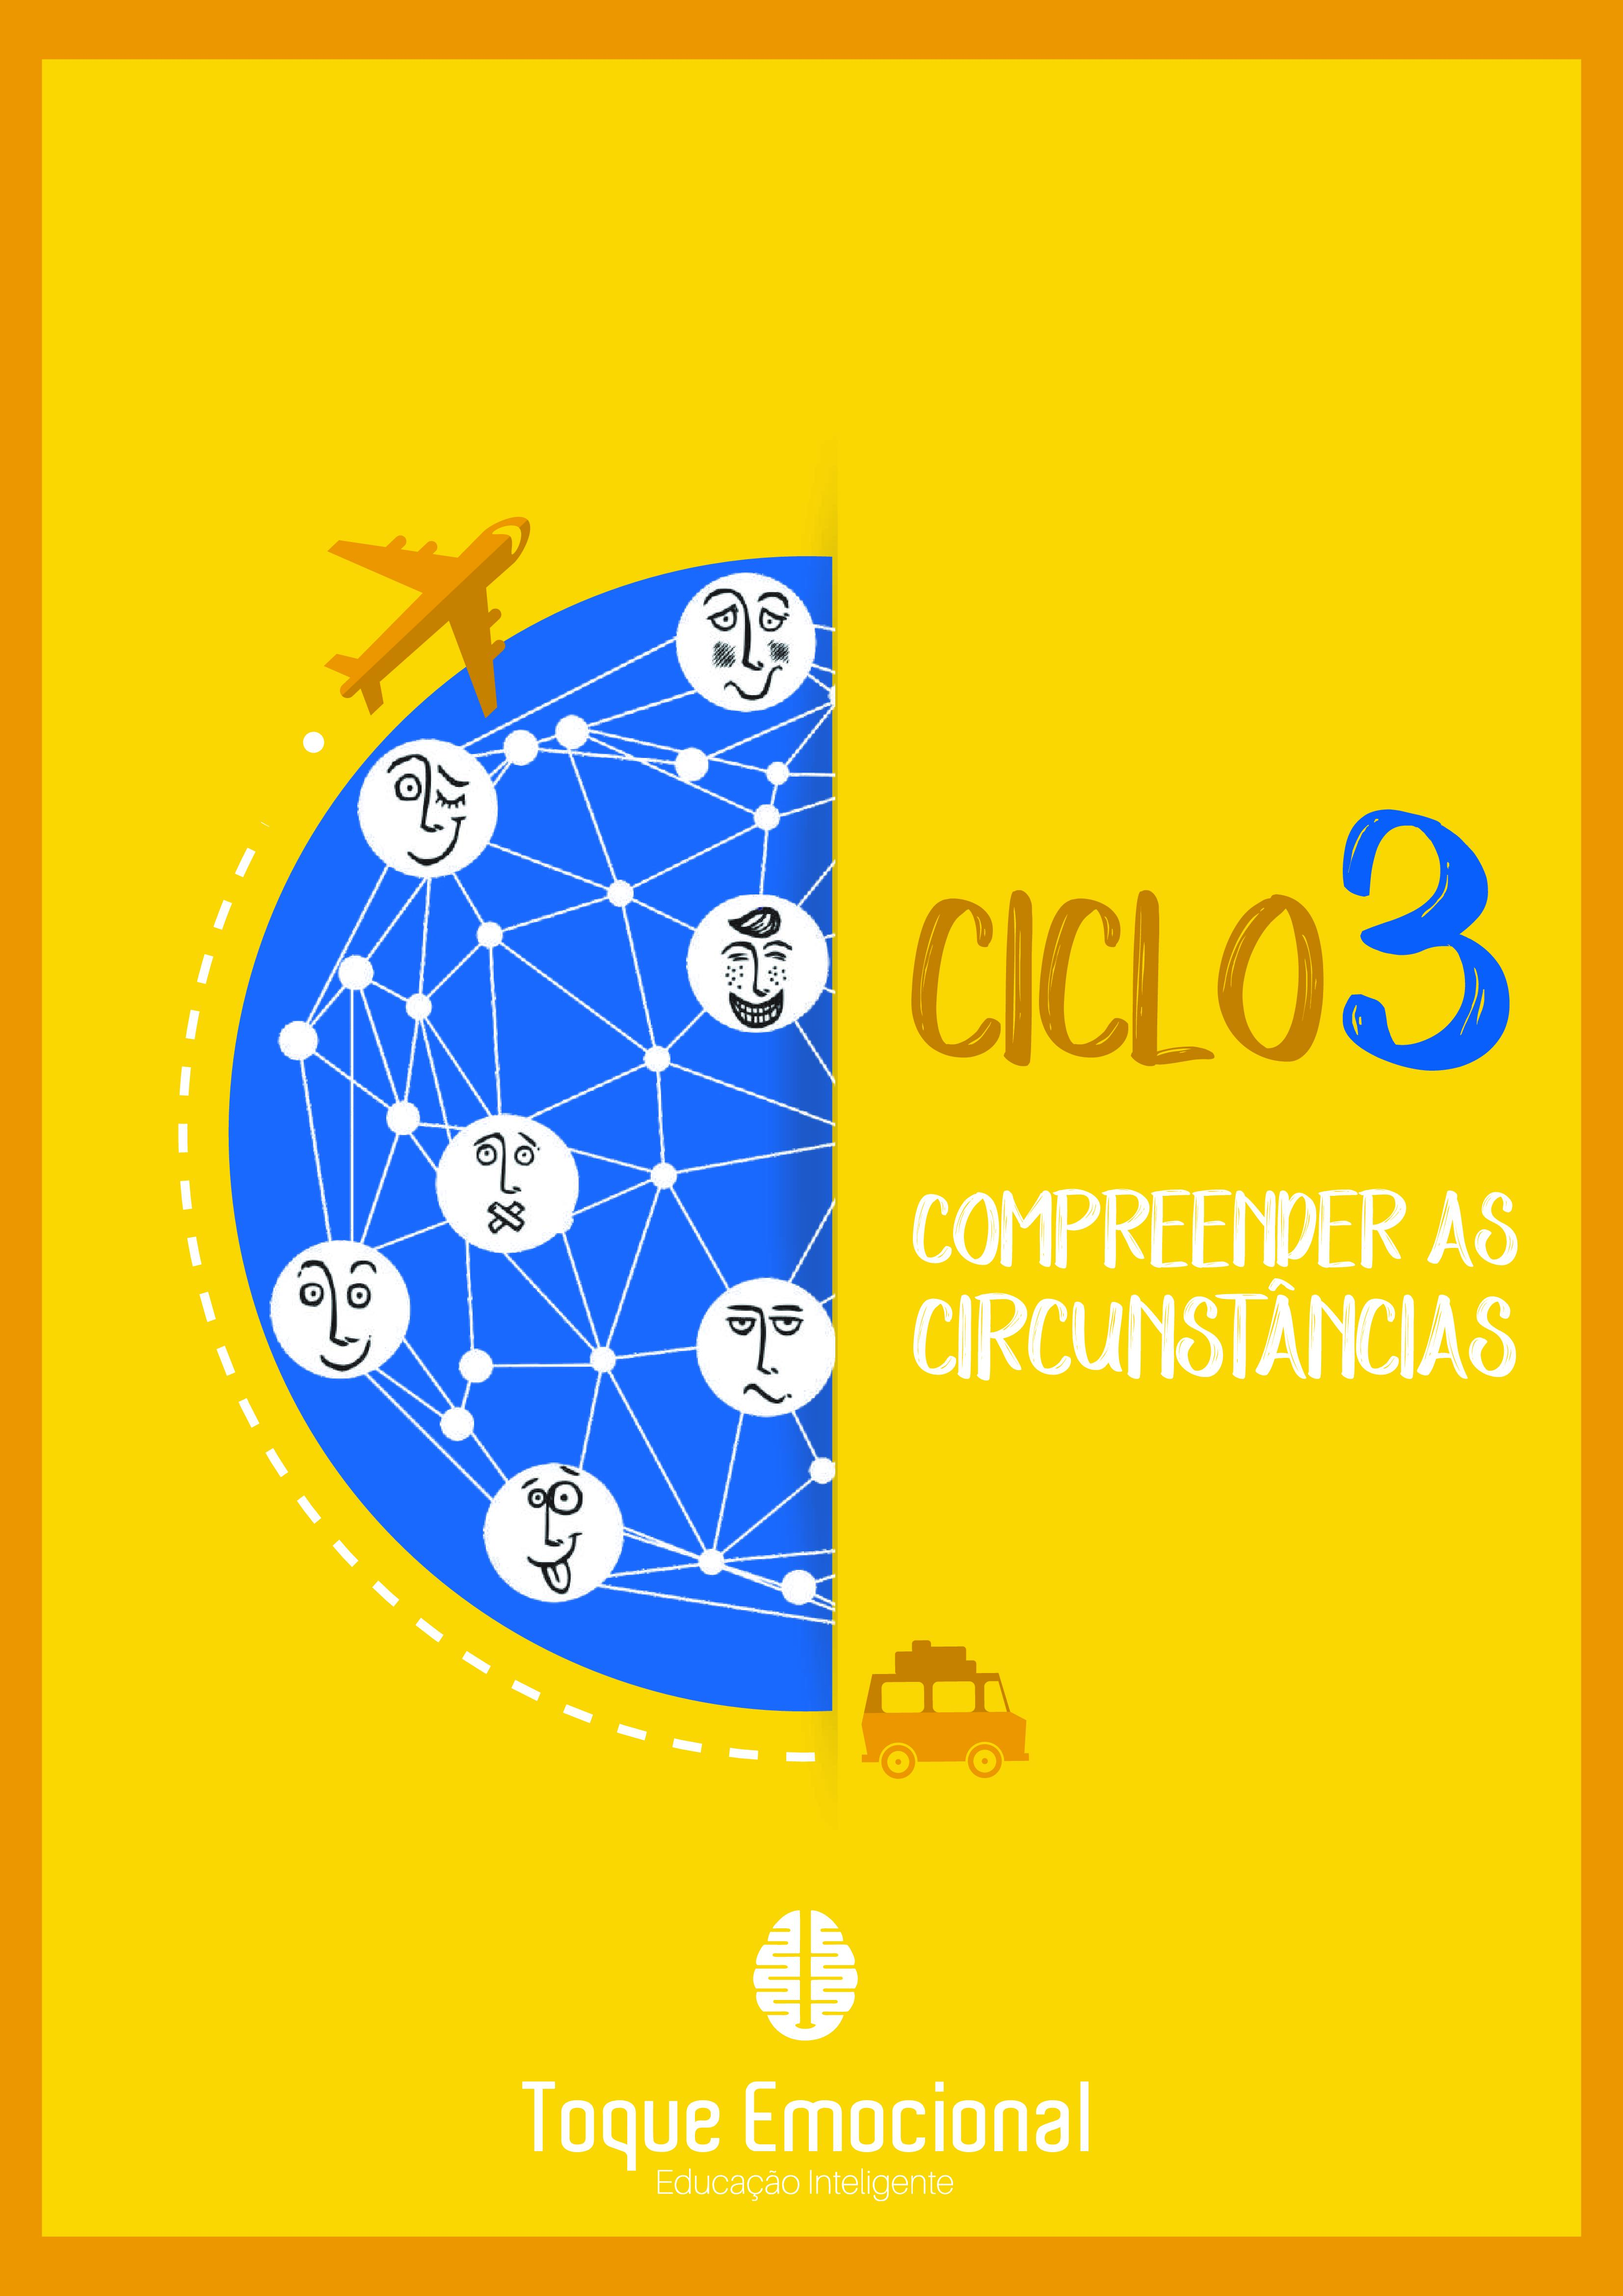 CICLO 3
COMPREENDER AS
CIRCUNSTÂNCIAS
Toque Emocional
Educação Inteligente